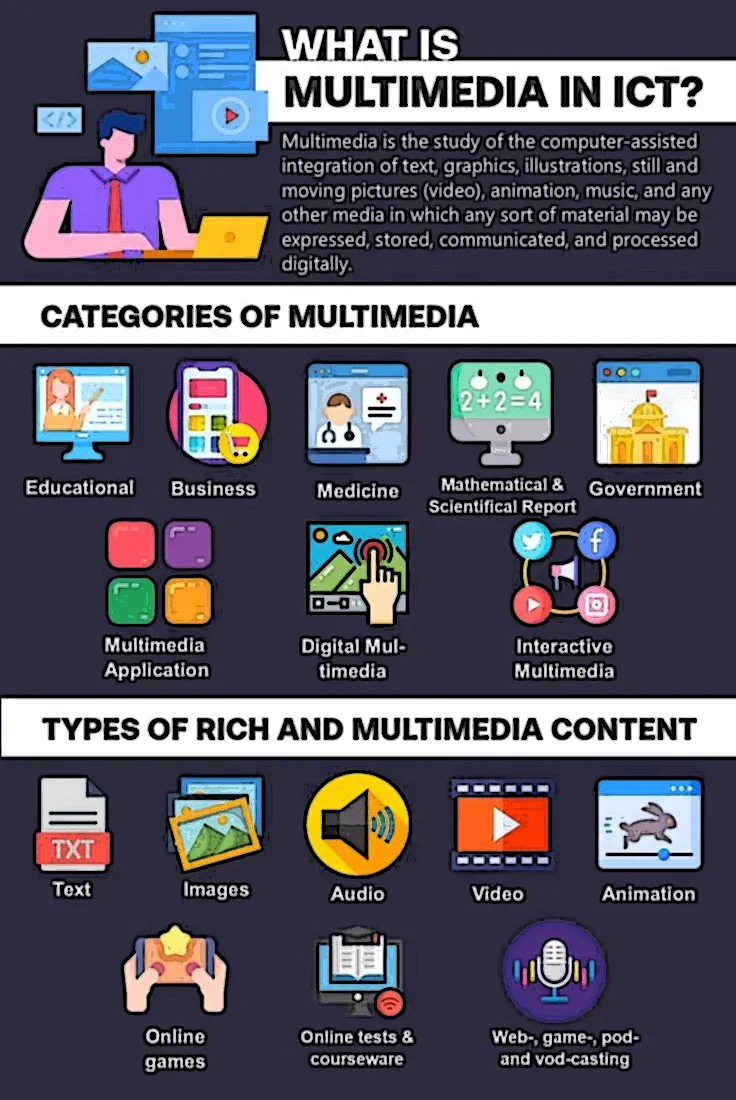 WHAT IS
MULTIMEDIA IN ICT?
</>
Multimedia is the study of the computer-assisted
integration of text, graphics, illustrations, still and
moving pictures (video), animation, music, and any
other media in which any sort of material may be
expressed, stored, communicated, and processed
digitally.
CATEGORIES OF MULTIMEDIA
2+2=4
Educational
Business
Medicine
Mathematical &
Scientifical Report
Government
Multimedia
Application
Digital Mul-
timedia
Interactive
Multimedia
TYPES OF RICH AND MULTIMEDIA CONTENT
TXT
Text
Images
Audio
Video
Animation
Online
games
Online tests &
courseware
Web-, game-, pod-
and vod-casting